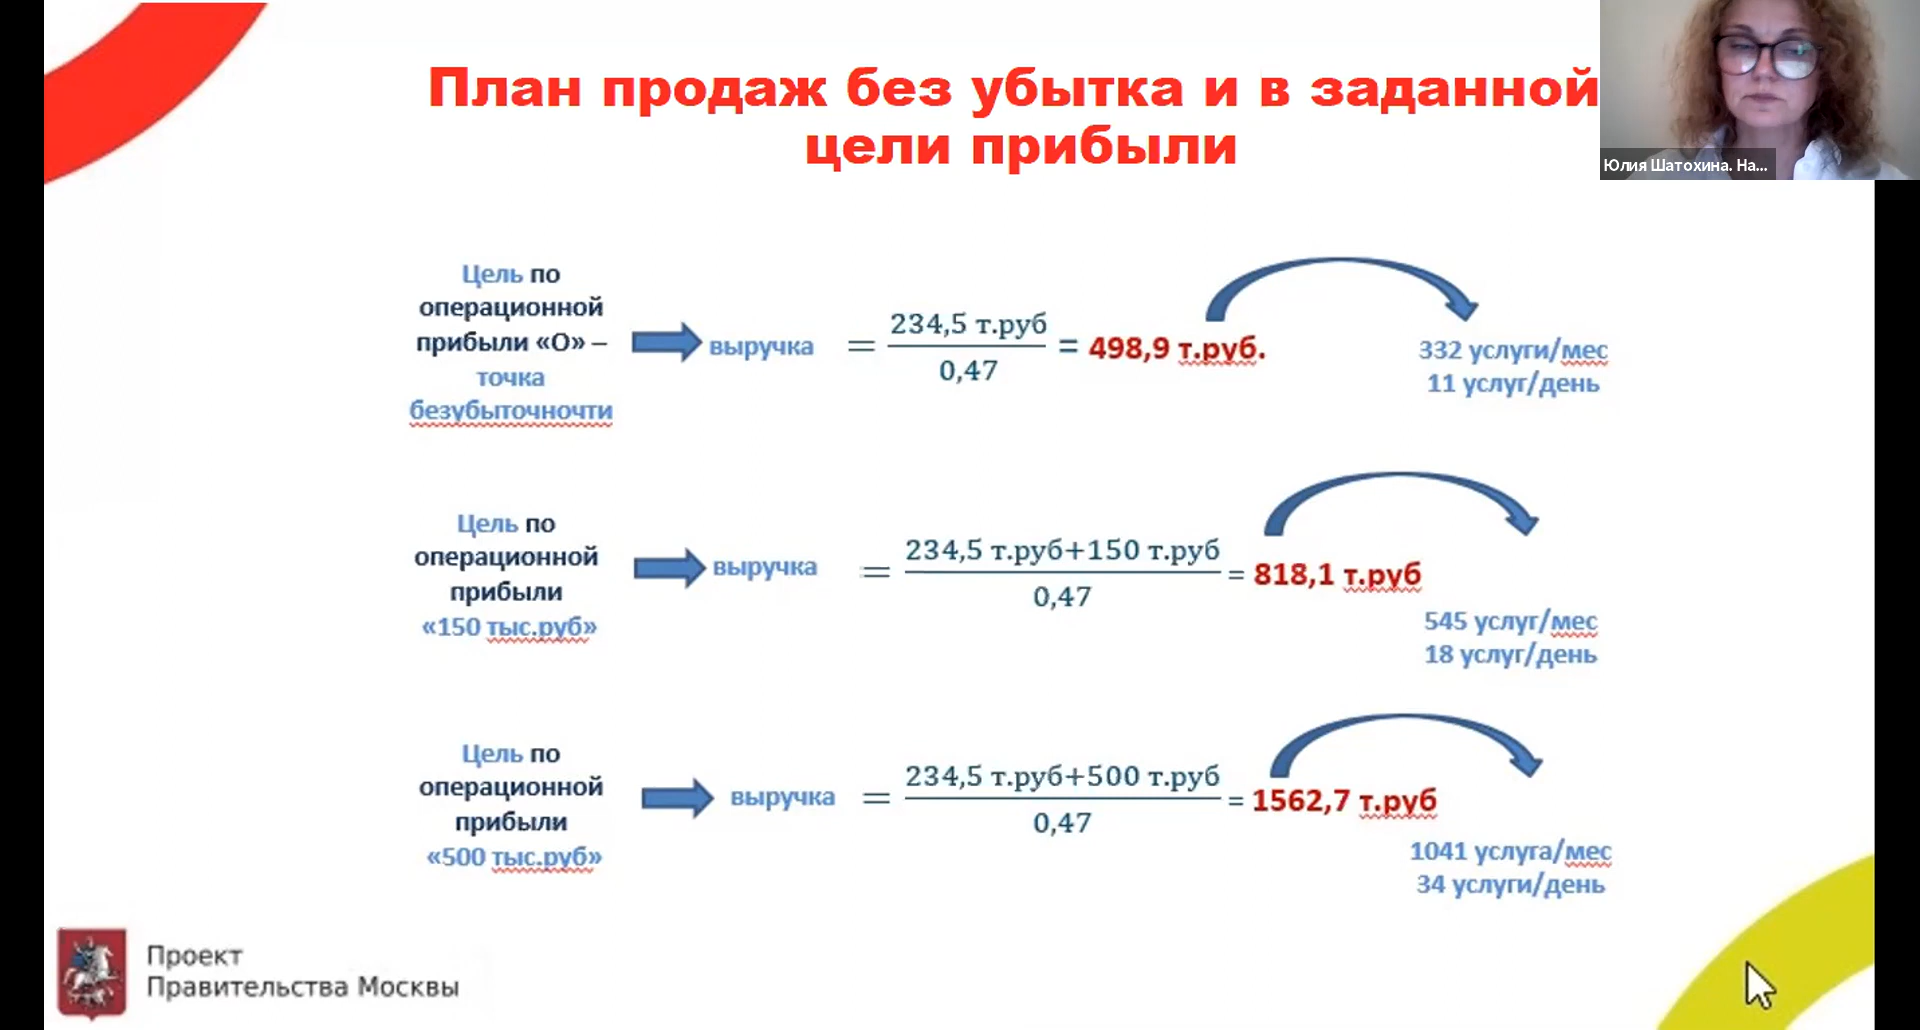 План продаж без убытка и в заданной
цели прибыли
Юлия Шатохина. На...
Цель по
операционной
прибыли «О» –
точка
безубыточночти
выручка
=
234,5 т.руб
0,47
= 498,9 т.руб.
332 услуги/мес
11 услуг/день
Цель по
операционной
прибыли
«150 тыс.руб»
выручка
=
234,5 т.руб+150 т.руб
0,47
= 818,1 т.руб
545 услуг/мес
18 услуг/день
Цель по
операционной
прибыли
«500 тыс.руб»
выручка
=
234,5 т.руб+500 т.руб
0,47
= 1562,7 т.руб
1041 услуга/мес
34 услуги/день
Проект
Правительства Москвы